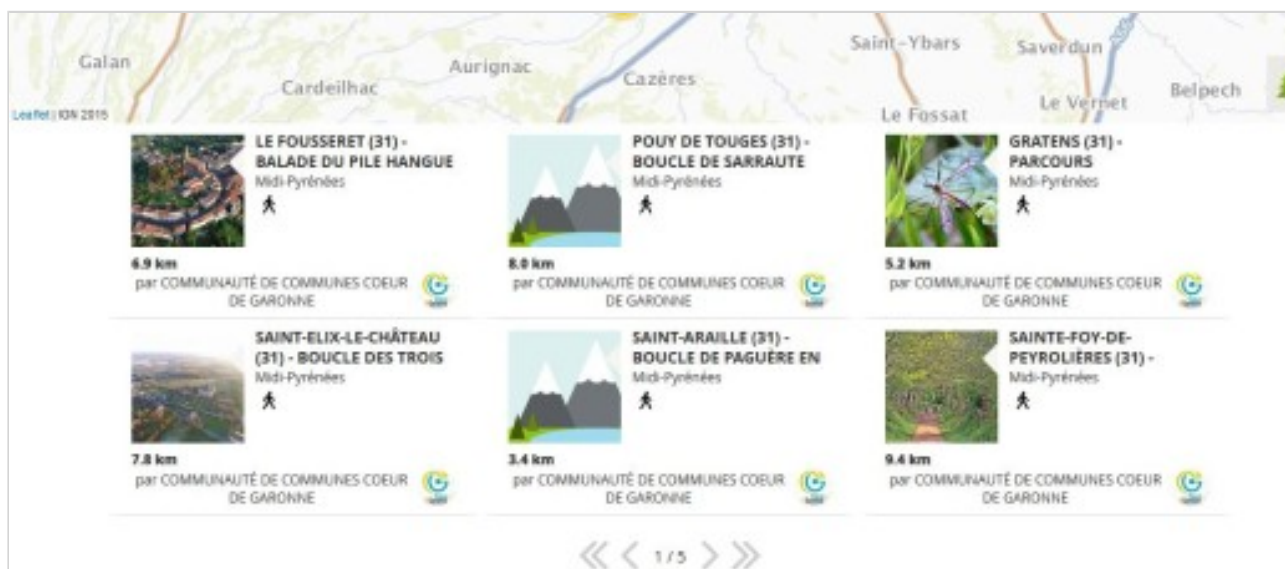 Galan
Cardeilhac
Aurignac
Cazères
Saint-Ybars
Saverdun
Le Fossat
Le Vernet
Belpech
Leaflet | IGN 2015
LE FOUSSERET (31) -
BALADE DU PILE HANGUE
Midi-Pyrénées
6.9 km
par COMMUNAUTÉ DE COMMUNES COEUR
DE GARONNE
POUY DE TOUGES (31) -
BOUCLE DE SARRAUTE
Midi-Pyrénées
8.0 km
par COMMUNAUTÉ DE COMMUNES COEUR
DE GARONNE
GRATENS (31) -
PARCOURS
Midi-Pyrénées
5.2 km
par COMMUNAUTÉ DE COMMUNES COEUR
DE GARONNE
SAINT-ELIX-LE-CHÂTEAU
(31) - BOUCLE DES TROIS
Midi-Pyrénées
7.8 km
par COMMUNAUTÉ DE COMMUNES COEUR
DE GARONNE
SAINT-ARAILLE (31) -
BOUCLE DE PAGUÈRE EN
Midi-Pyrénées
3.4 km
par COMMUNAUTÉ DE COMMUNES COEUR
DE GARONNE
SAINTE-FOY-DE-
PEYROLIÈRES (31) -
Midi-Pyrénées
9.4 km
par COMMUNAUTÉ DE COMMUNES COEUR
DE GARONNE
1 / 5